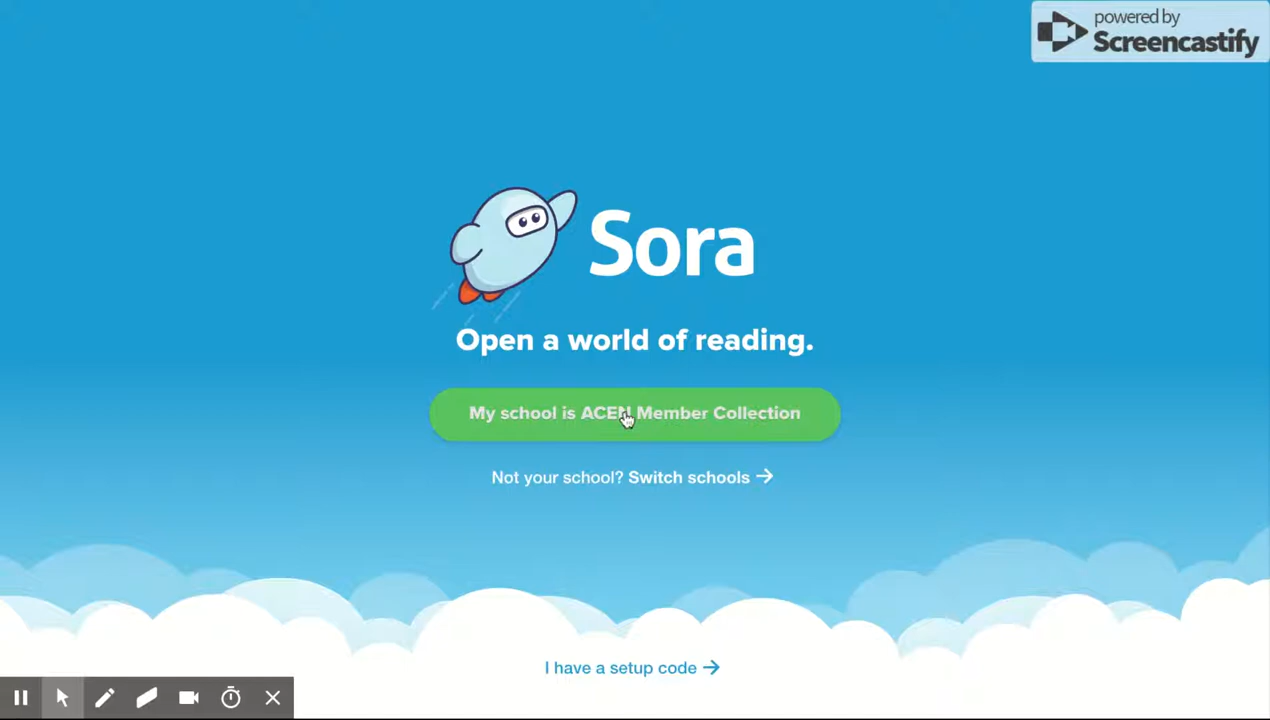 powered by
Screencastify
Sora
Open a world of reading.
My school is ACEN Member Collection
Not your school? Switch schools →
I have a setup code →